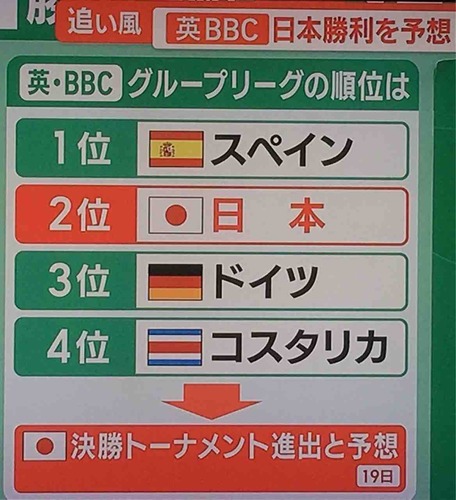 追い風 英BBC 日本勝利を予想
英・BBC グループリーグの順位は
1位 スペイン
2位 日本
3位 ドイツ
4位 コスタリカ
決勝トーナメント進出と予想
19日